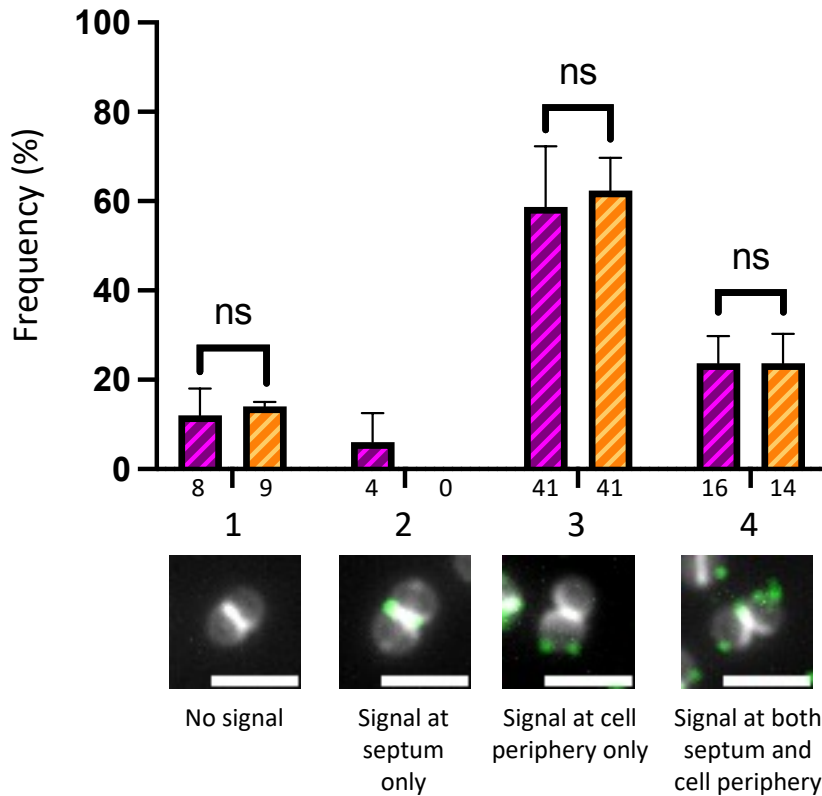 Frequency (%)
100
80
60
40
20
0
ns
ns
ns
8 9 4 0 41 41 16 14
1 2 3 4
No signal
Signal at
septum
only
Signal at cell
periphery only
Signal at both
septum and
cell periphery